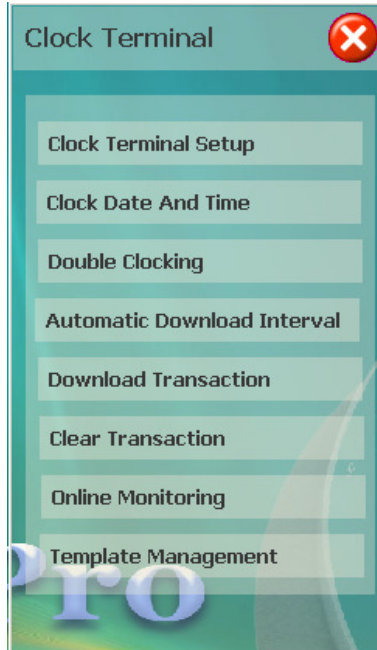 Clock Terminal
Clock Terminal Setup
Clock Date And Time
Double Clocking
Automatic Download Interval
Download Transaction
Clear Transaction
Online Monitoring
Template Management
Pro